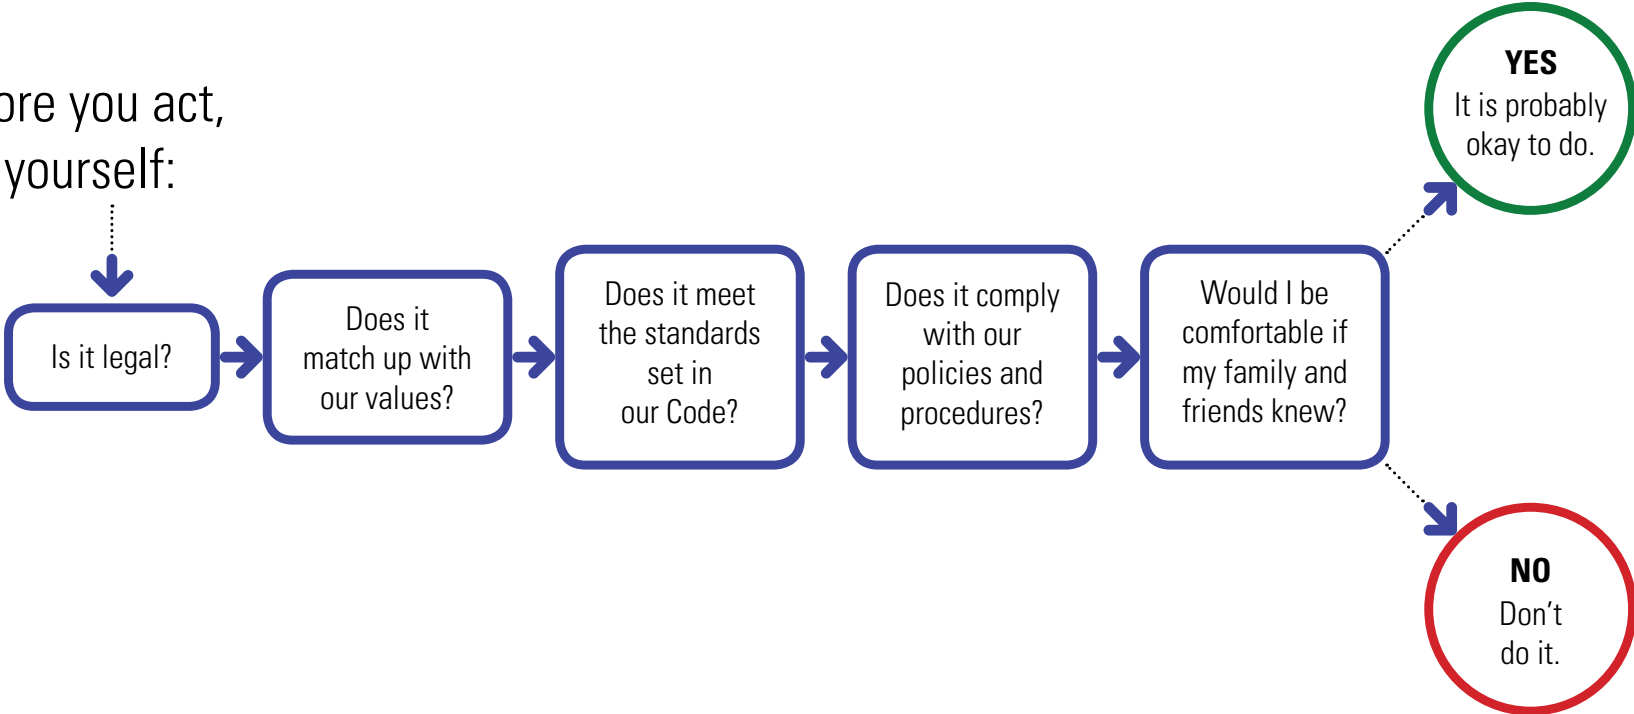 ore you act,
yourself:
Is it legal?
Does it
match up with
our values?
Does it meet
the standards
set in
our Code?
Does it comply
with our
policies and
procedures?
Would I be
comfortable if
my family and
friends knew?
YES
It is probably
okay to do.
NO
Don’t
do it.